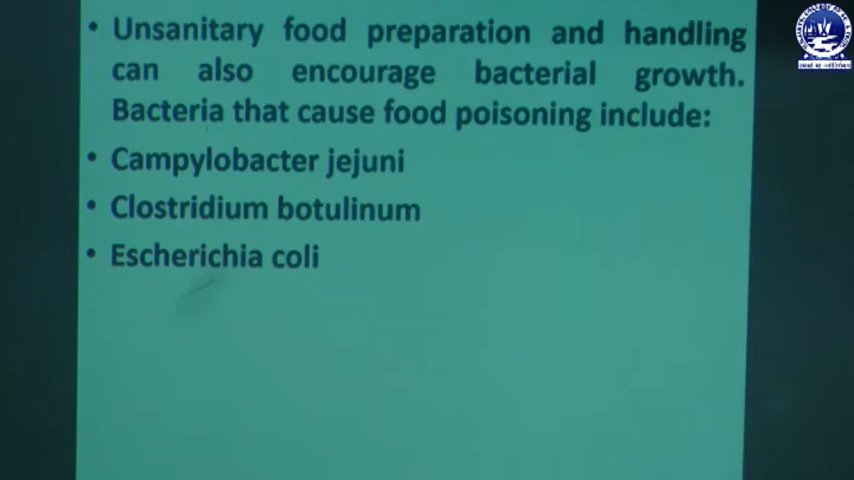 • Unsanitary food preparation and handling
can also encourage bacterial growth.
Bacteria that cause food poisoning include:
• Campylobacter jejuni
• Clostridium botulinum
• Escherichia coli